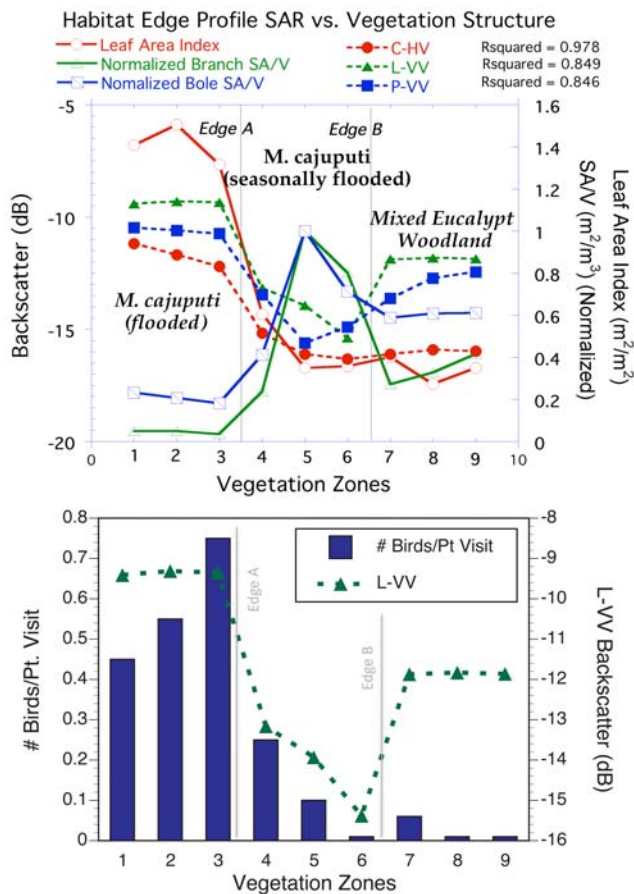 Habitat Edge Profile SAR vs. Vegetation Structure
Leaf Area Index
Normalized Branch SA/V
Nomalized Bole SA/V
C-HV
L-VV
P-VV
Rsquared = 0.978
Rsquared = 0.849
Rsquared = 0.846
-5
-10
-15
-20
Backscatter (dB)
Edge A
Edge B
M. cajuputi
(seasonally flooded)
Mixed Eucalypt
Woodland
M. cajuputi
(flooded)
1.6
1.4
1.2
1
0.8
0.6
0.4
0.2
0
SA/V (m²/m³) (Normalized)
Leaf Area Index (m²/m²)
0 1 2 3 4 5 6 7 8 9 10
Vegetation Zones
0.8
0.7
0.6
0.5
0.4
0.3
0.2
0.1
0
# Birds/Pt. Visit
# Birds/Pt Visit
L-VV
Edge A
Edge B
-8
-9
-10
-11
-12
-13
-14
-15
-16
L-VV Backscatter
(dB)
1 2 3 4 5 6 7 8 9
Vegetation Zones